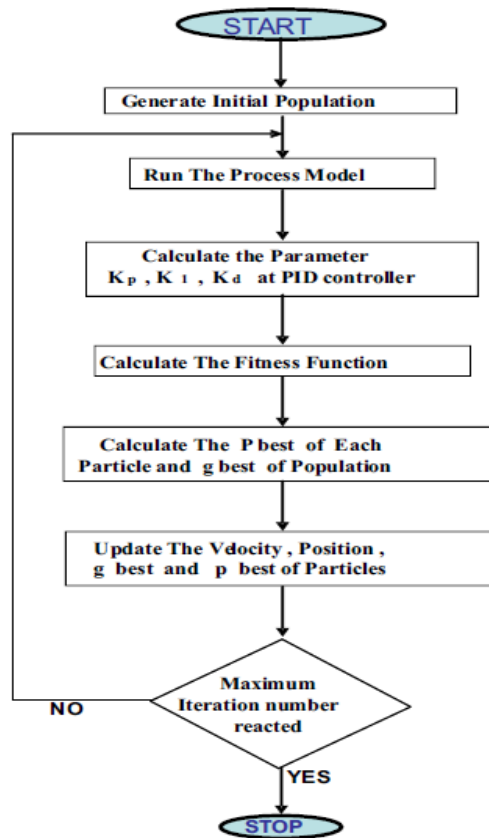 START
Generate Initial Population
Run The Process Model
Calculate the Parameter
Kp , K1 , Kd at PID controller
Calculate The Fitness Function
Calculate The P best of Each
Particle and g best of Population
Update The Velocity , Position ,
g best and p best of Particles
Maximum
Iteration number
reacted
NO
YES
STOP